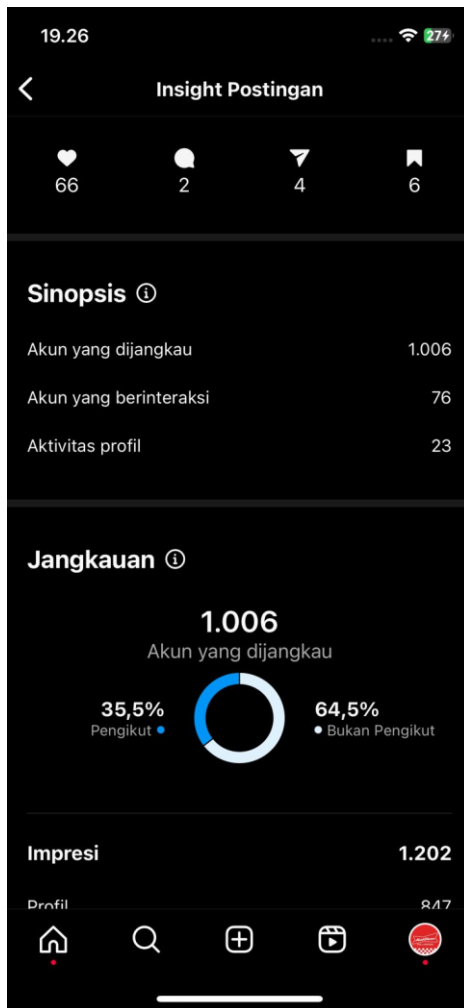 19.26
27
Insight Postingan
66 2 4 6
Sinopsis
Akun yang dijangkau 1.006
Akun yang berinteraksi 76
Aktivitas profil 23
Jangkauan
1.006
Akun yang dijangkau
35,5% 64,5%
Pengikut Bukan Pengikut
Impresi 1.202
Profil 847